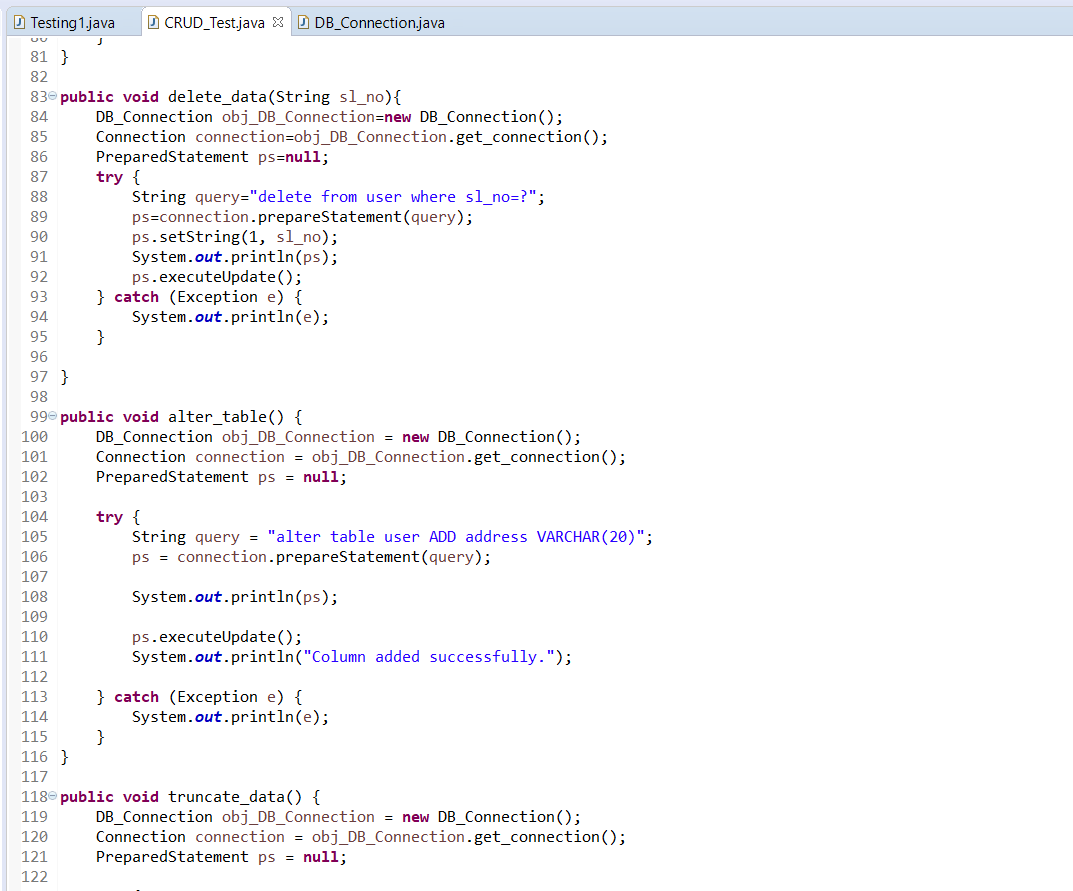 Testing1.java CRUD_Test.java DB_Connection.java
80 }
81 }
82
83 public void delete_data(String sl_no){
84 DB_Connection obj_DB_Connection=new DB_Connection();
85 Connection connection=obj_DB_Connection.get_connection();
86 PreparedStatement ps=null;
87 try {
88 String query="delete from user where sl_no=?";
89 ps=connection.prepareStatement(query);
90 ps.setString(1, sl_no);
91 System.out.println(ps);
92 ps.executeUpdate();
93 } catch (Exception e) {
94 System.out.println(e);
95 }
96
97 }
98
99 public void alter_table() {
100 DB_Connection obj_DB_Connection = new DB_Connection();
101 Connection connection = obj_DB_Connection.get_connection();
102 PreparedStatement ps = null;
103
104 try {
105 String query = "alter table user ADD address VARCHAR(20)";
106 ps = connection.prepareStatement(query);
107
108 System.out.println(ps);
109
110 ps.executeUpdate();
111 System.out.println("Column added successfully.");
112
113 } catch (Exception e) {
114 System.out.println(e);
115 }
116 }
117
118 public void truncate_data() {
119 DB_Connection obj_DB_Connection = new DB_Connection();
120 Connection connection = obj_DB_Connection.get_connection();
121 PreparedStatement ps = null;
122